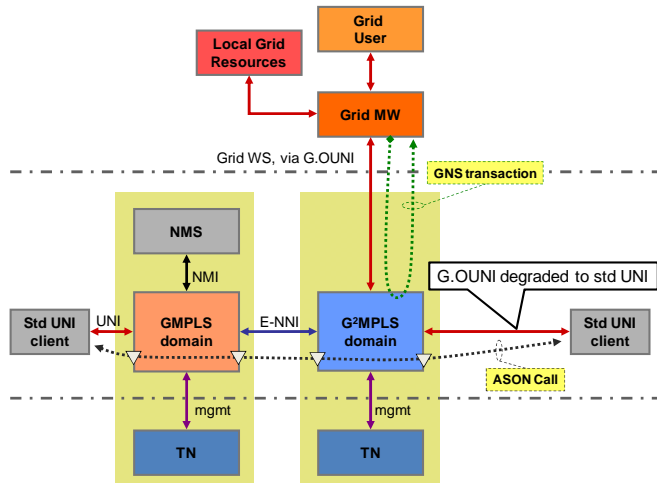 Grid
User
Local Grid
Resources
Grid MW
Grid WS, via G.OUNI
GNS transaction
NMS
NMI
G.OUNI degraded to std UNI
Std UNI
client
UNI
GMPLS
domain
E-NNI
G²MPLS
domain
Std UNI
client
ASON Call
mgmt
mgmt
TN
TN